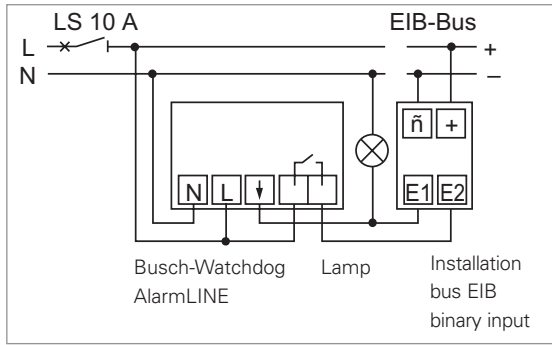 LS 10 A
EIB-Bus
L
+
N
–
ñ +
N L E1 E2
Busch-Watchdog
AlarmLINE
Lamp
Installation
bus EIB
binary input